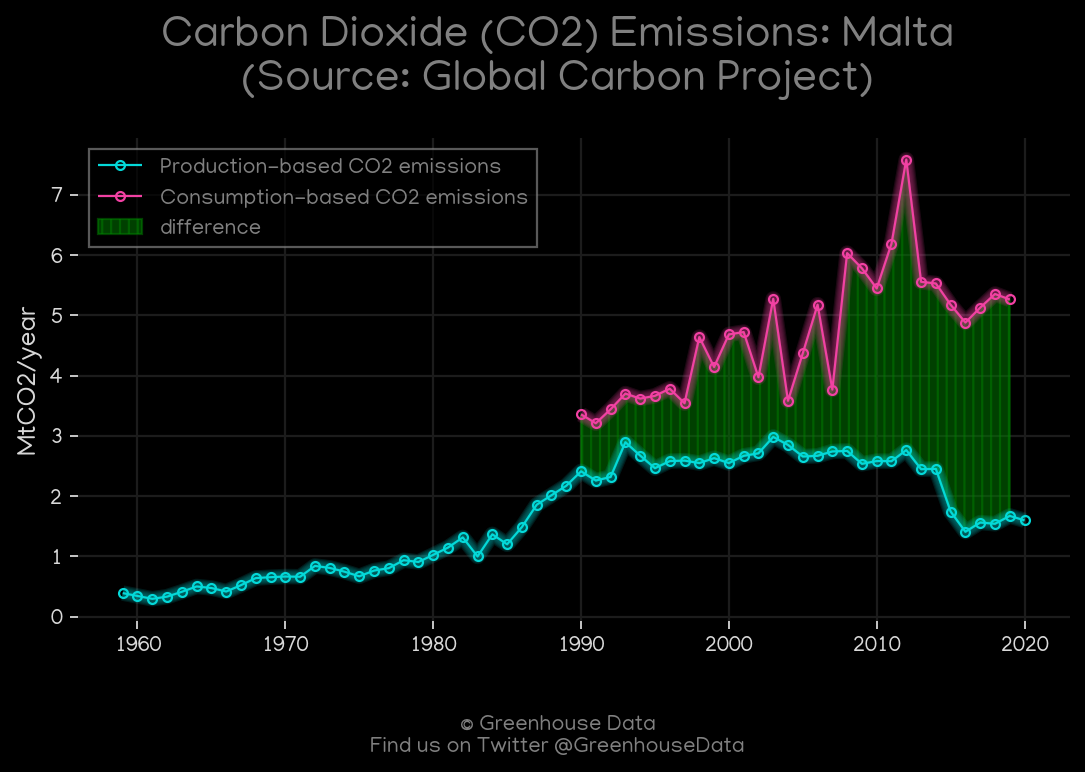 Carbon Dioxide (CO2) Emissions: Malta
(Source: Global Carbon Project)
Production-based CO2 emissions
Consumption-based CO2 emissions
difference
MtCO2/year
7
6
5
4
3
2
1
0
1960 1970 1980 1990 2000 2010 2020
© Greenhouse Data
Find us on Twitter @GreenhouseData